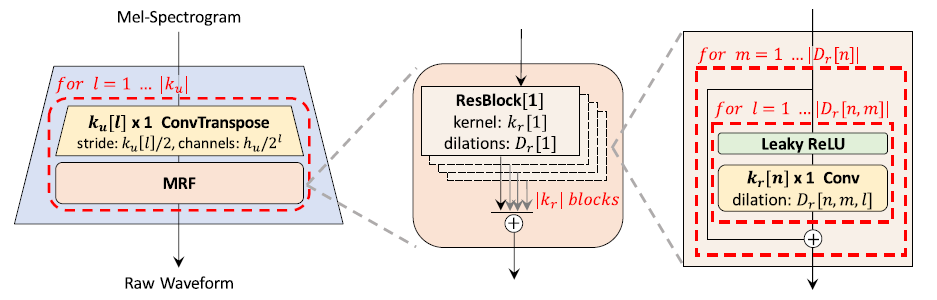 Mel-Spectrogram
for l = 1 … |k_u|
k_u[l] x 1 ConvTranspose
stride: k_u[l]/2, channels: h_u/2^l
MRF
Raw Waveform
ResBlock[1]
kernel: k_r[1]
dilations: D_r[1]
|k_r| blocks
+
for m = 1 … |D_r[n]|
for l = 1 … |D_r[n, m]|
Leaky ReLU
k_r[n] x 1 Conv
dilation: D_r[n, m, l]
+